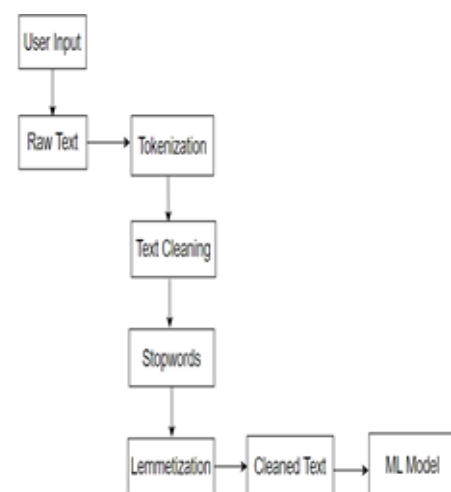 User Input
Raw Text
Tokenization
Text Cleaning
Stopwords
Lemmetization
Cleaned Text
ML Model